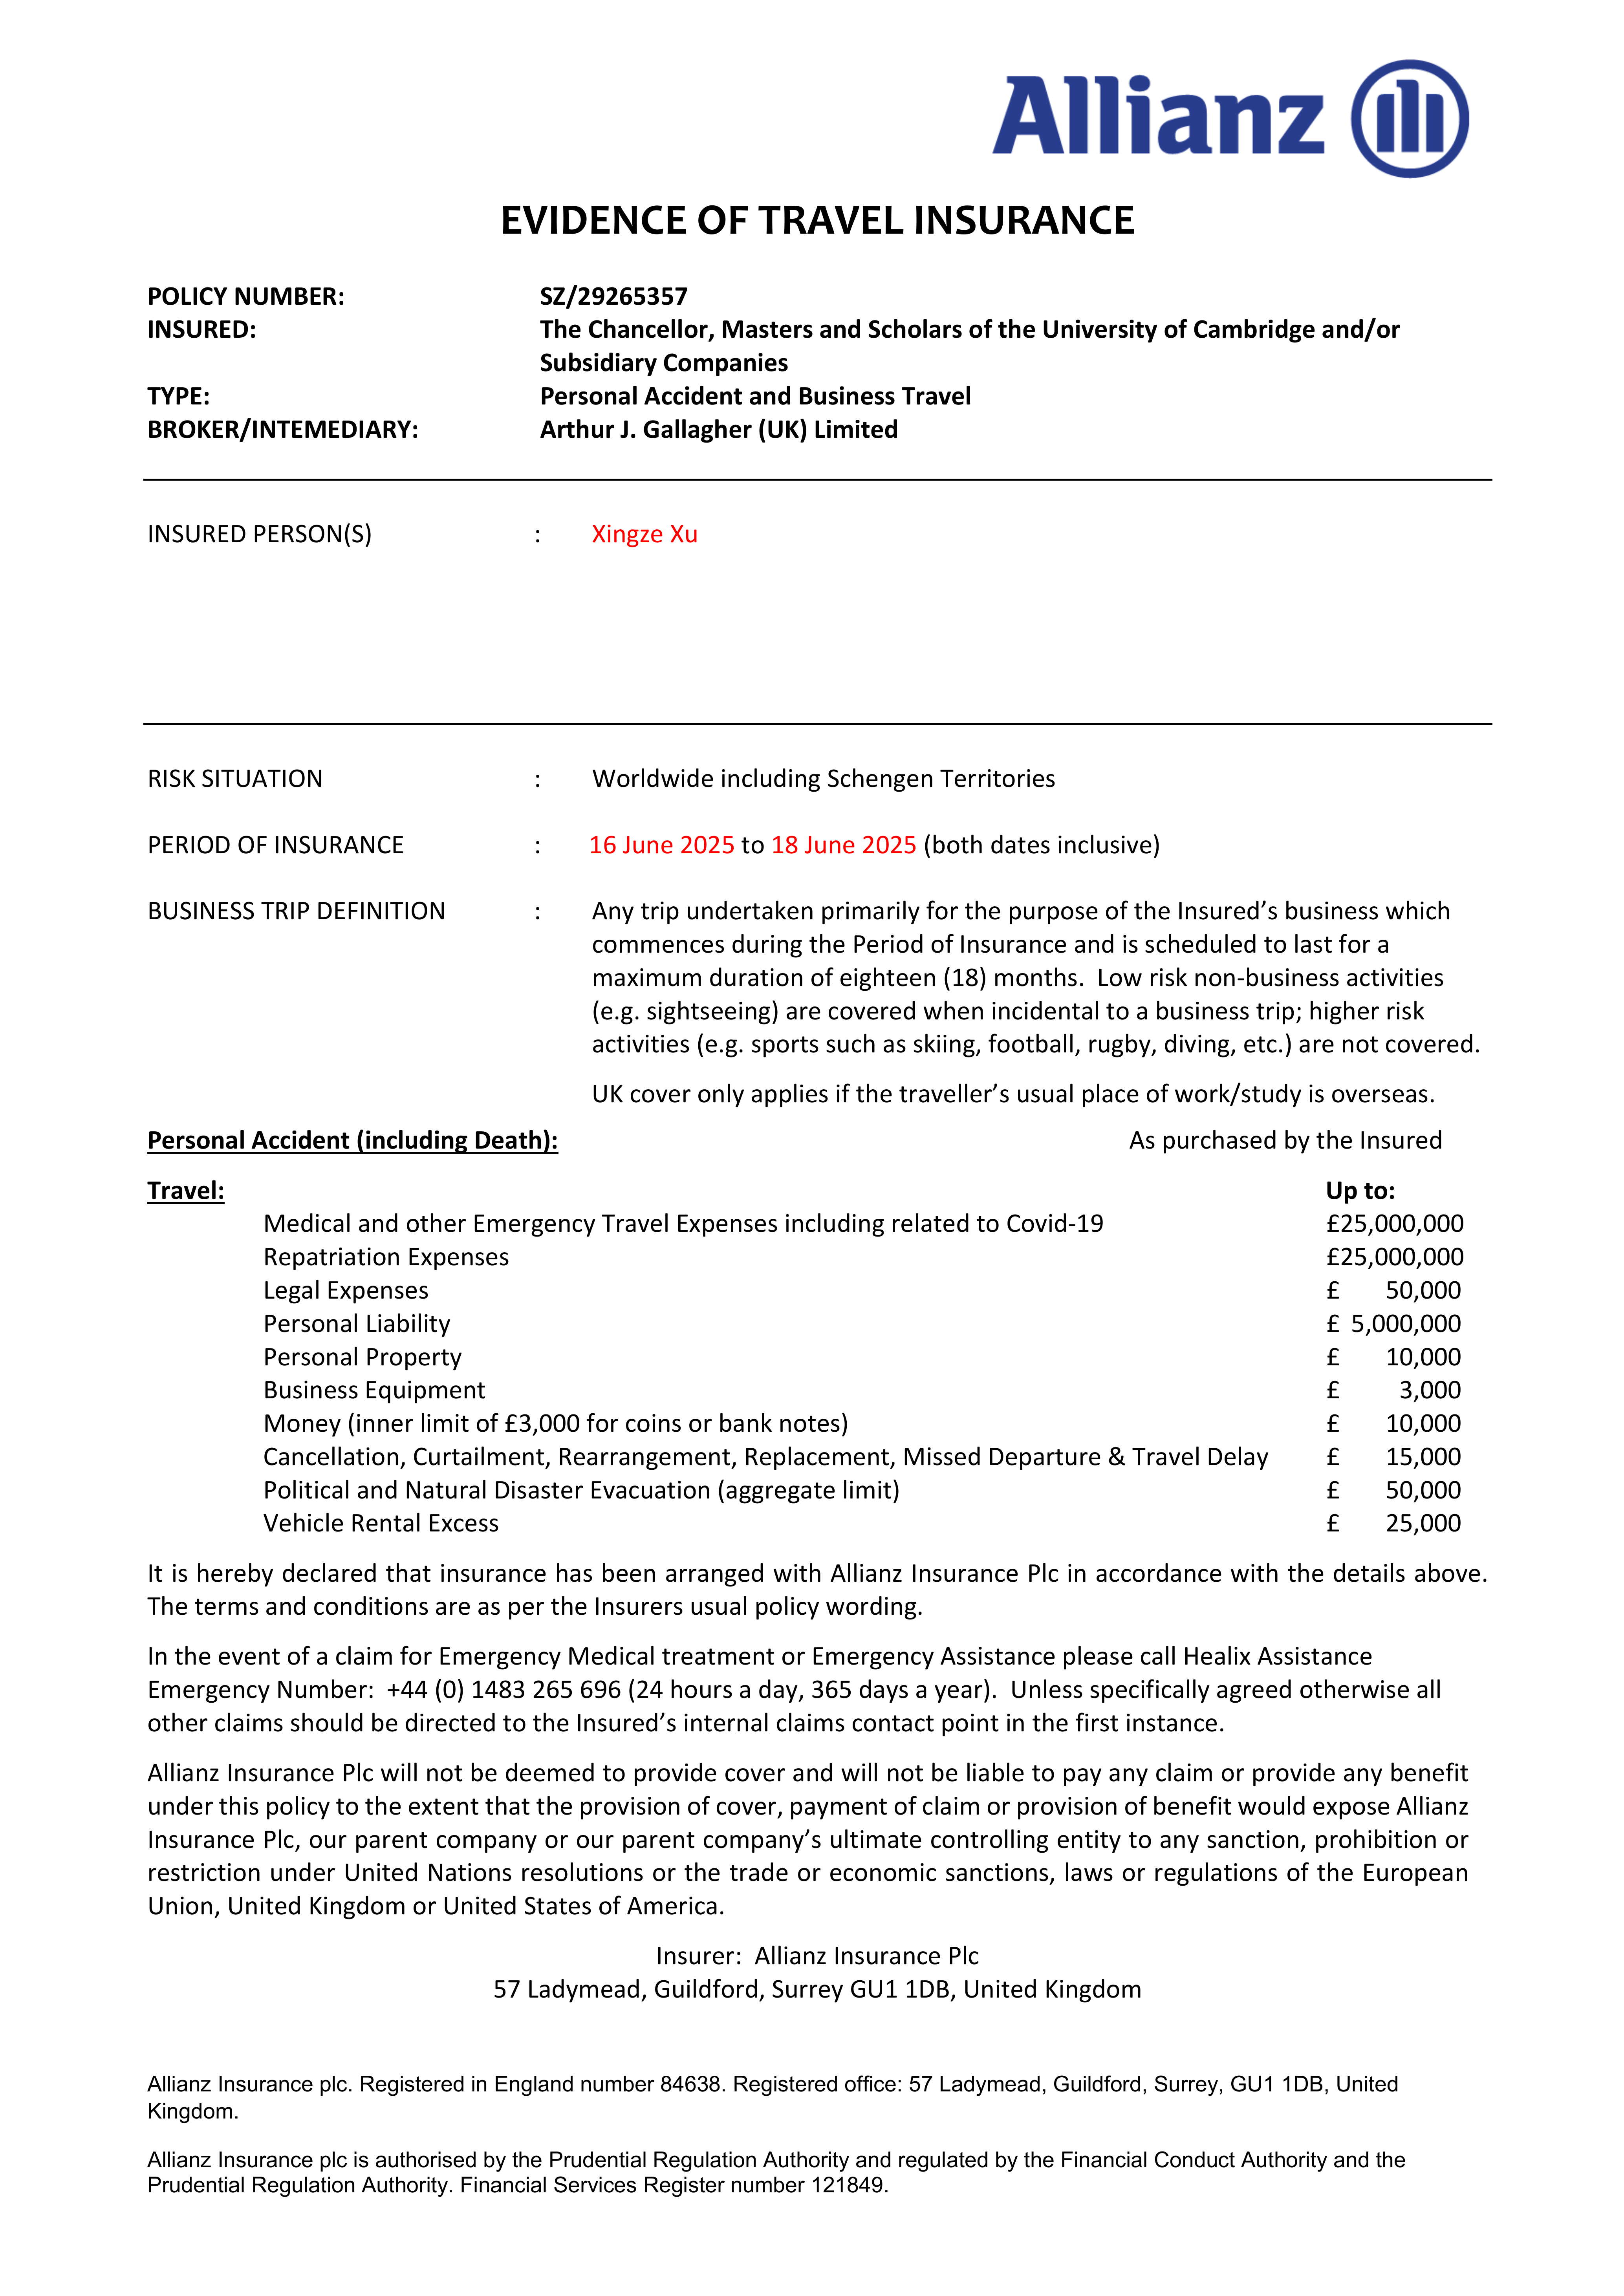 Allianz
EVIDENCE OF TRAVEL INSURANCE
POLICY NUMBER: SZ/29265357
INSURED: The Chancellor, Masters and Scholars of the University of Cambridge and/or
Subsidiary Companies
TYPE: Personal Accident and Business Travel
BROKER/INTEMEDIARY: Arthur J. Gallagher (UK) Limited
INSURED PERSON(S) : Xingze Xu
RISK SITUATION : Worldwide including Schengen Territories
PERIOD OF INSURANCE : 16 June 2025 to 18 June 2025 (both dates inclusive)
BUSINESS TRIP DEFINITION : Any trip undertaken primarily for the purpose of the Insured’s business which
commences during the Period of Insurance and is scheduled to last for a
maximum duration of eighteen (18) months. Low risk non-business activities
(e.g. sightseeing) are covered when incidental to a business trip; higher risk
activities (e.g. sports such as skiing, football, rugby, diving, etc.) are not covered.
UK cover only applies if the traveller’s usual place of work/study is overseas.
Personal Accident (including Death): As purchased by the Insured
Travel: Up to:
Medical and other Emergency Travel Expenses including related to Covid-19 £25,000,000
Repatriation Expenses £25,000,000
Legal Expenses £ 50,000
Personal Liability £ 5,000,000
Personal Property £ 10,000
Business Equipment £ 3,000
Money (inner limit of £3,000 for coins or bank notes) £ 10,000
Cancellation, Curtailment, Rearrangement, Replacement, Missed Departure & Travel Delay £ 15,000
Political and Natural Disaster Evacuation (aggregate limit) £ 50,000
Vehicle Rental Excess £ 25,000
It is hereby declared that insurance has been arranged with Allianz Insurance Plc in accordance with the details above.
The terms and conditions are as per the Insurers usual policy wording.
In the event of a claim for Emergency Medical treatment or Emergency Assistance please call Healix Assistance
Emergency Number: +44 (0) 1483 265 696 (24 hours a day, 365 days a year). Unless specifically agreed otherwise all
other claims should be directed to the Insured’s internal claims contact point in the first instance.
Allianz Insurance Plc will not be deemed to provide cover and will not be liable to pay any claim or provide any benefit
under this policy to the extent that the provision of cover, payment of claim or provision of benefit would expose Allianz
Insurance Plc, our parent company or our parent company’s ultimate controlling entity to any sanction, prohibition or
restriction under United Nations resolutions or the trade or economic sanctions, laws or regulations of the European
Union, United Kingdom or United States of America.
Insurer: Allianz Insurance Plc
57 Ladymead, Guildford, Surrey GU1 1DB, United Kingdom
Allianz Insurance plc. Registered in England number 84638. Registered office: 57 Ladymead, Guildford, Surrey, GU1 1DB, United
Kingdom.
Allianz Insurance plc is authorised by the Prudential Regulation Authority and regulated by the Financial Conduct Authority and the
Prudential Regulation Authority. Financial Services Register number 121849.